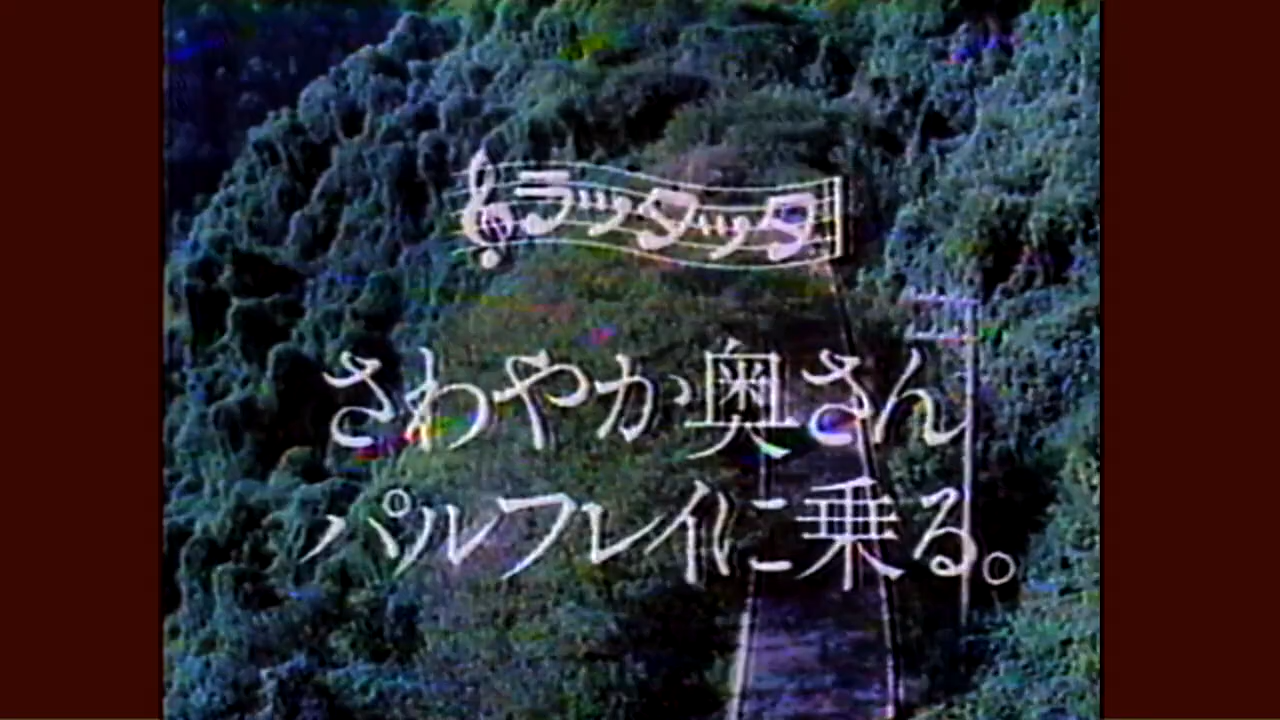 ラッタッタ
さわやか奥さん
パルフレイに乗る。